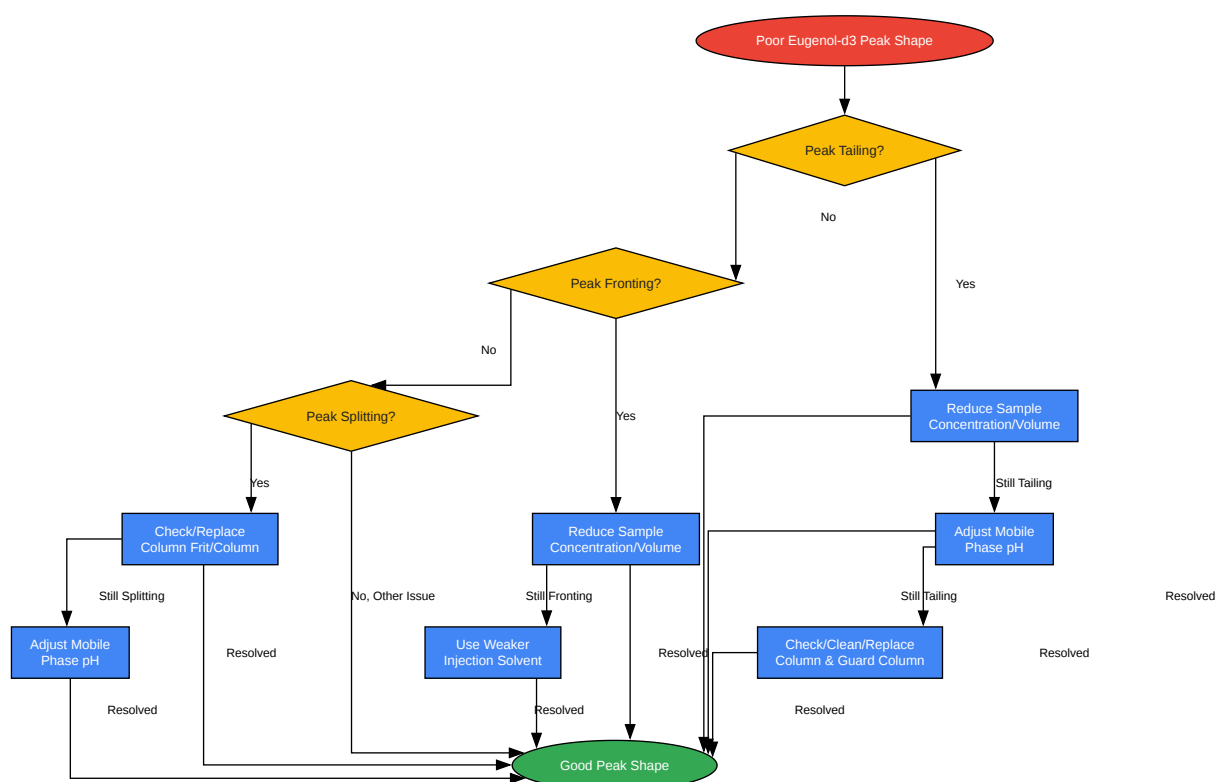 Poor Eugenol-d3 Peak Shape
Peak Tailing?
No
Peak Fronting?
Yes
No
Reduce Sample
Concentration/Volume
Peak Splitting?
Yes
Yes
Still Tailing
Check/Replace
Column Frit/Column
Reduce Sample
Concentration/Volume
Adjust Mobile
Phase pH
Still Splitting
No, Other Issue
Still Fronting
Still Tailing
Resolved
Adjust Mobile
Phase pH
Resolved
Use Weaker
Injection Solvent
Resolved
Check/Clean/Replace
Column & Guard Column
Resolved
Resolved
Resolved
Resolved
Good Peak Shape